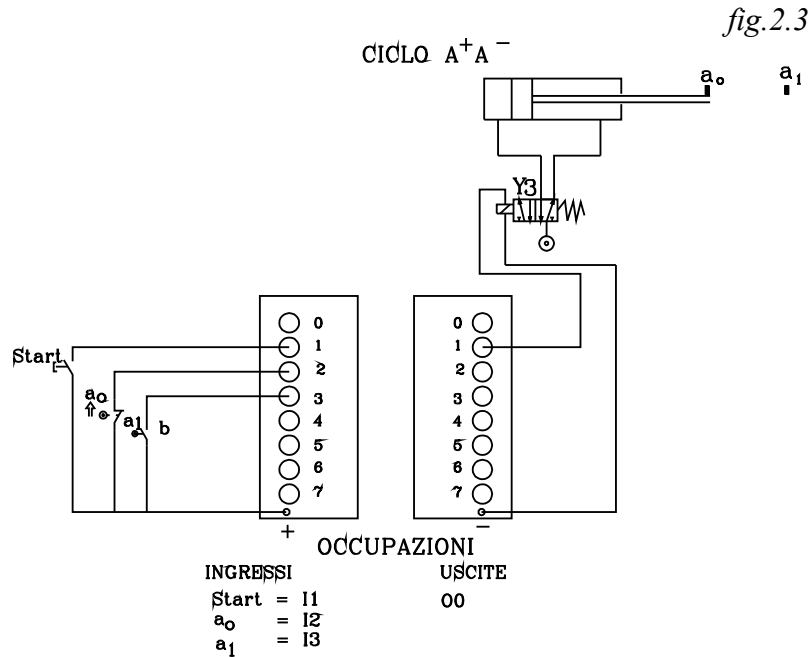 fig.2.3
CICLO A+A-
a0 a1
Y3
0 0
Start 1 1
2 2
a0 3 3
a1 b 4 4
5 5
6 6
7 7
+ -
OCCUPAZIONI
INGRESSI USCITE
Start = I1 OO
a0 = I2
a1 = I3